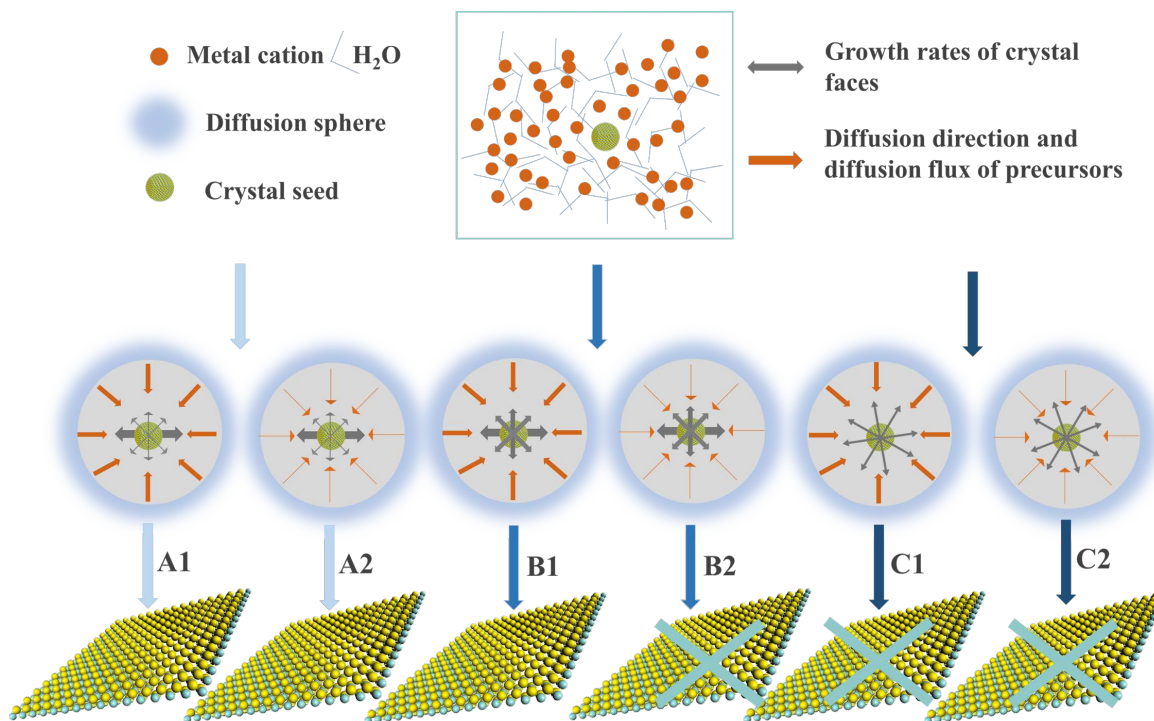 Metal cation
H₂O
Diffusion sphere
Crystal seed
Growth rates of crystal
faces
Diffusion direction and
diffusion flux of precursors
A1
A2
B1
B2
C1
C2